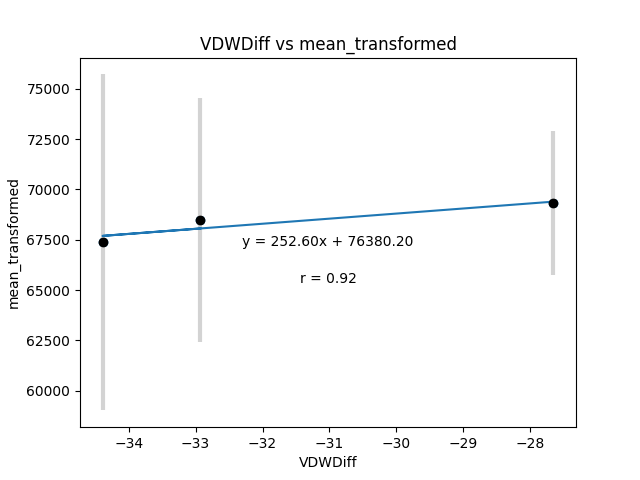 VDWDiff vs mean_transformed
75000
72500
70000
67500
65000
62500
60000
mean_transformed
y = 252.60x + 76380.20
r = 0.92
−34 −33 −32 −31 −30 −29 −28
VDWDiff